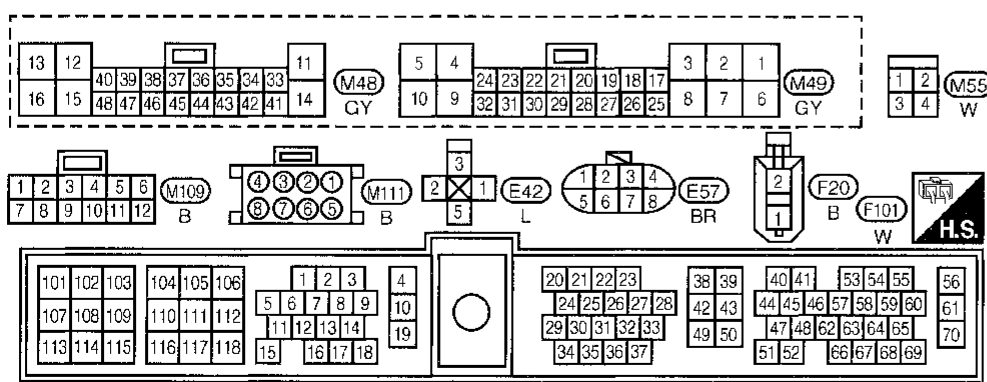 13 12 11 5 4 3 2 1
40 39 38 37 36 35 34 33 M48 24 23 22 21 20 19 18 17 M49 1 2 M55
16 15 48 47 46 45 44 43 42 41 14 GY 10 9 32 31 30 29 28 27 26 25 8 7 6 GY 3 4 W
3
1 2 3 4 5 6 M109 4 3 2 1 M111 2 1 E42 1 2 3 4 E57 2 F20
7 8 9 10 11 12 B 8 7 6 5 B 5 L 5 6 7 8 BR 1 B F101
W H.S.
101 102 103 104 105 106 1 2 3 4 20 21 22 23 38 39 40 41 53 54 55 56
107 108 109 110 111 112 5 6 7 8 9 10 24 25 26 27 28 42 43 44 45 46 57 58 59 60 61
11 12 13 14 19 29 30 31 32 33 49 50 47 48 62 63 64 65 70
113 114 115 116 117 118 15 16 17 18 34 35 36 37 51 52 66 67 68 69